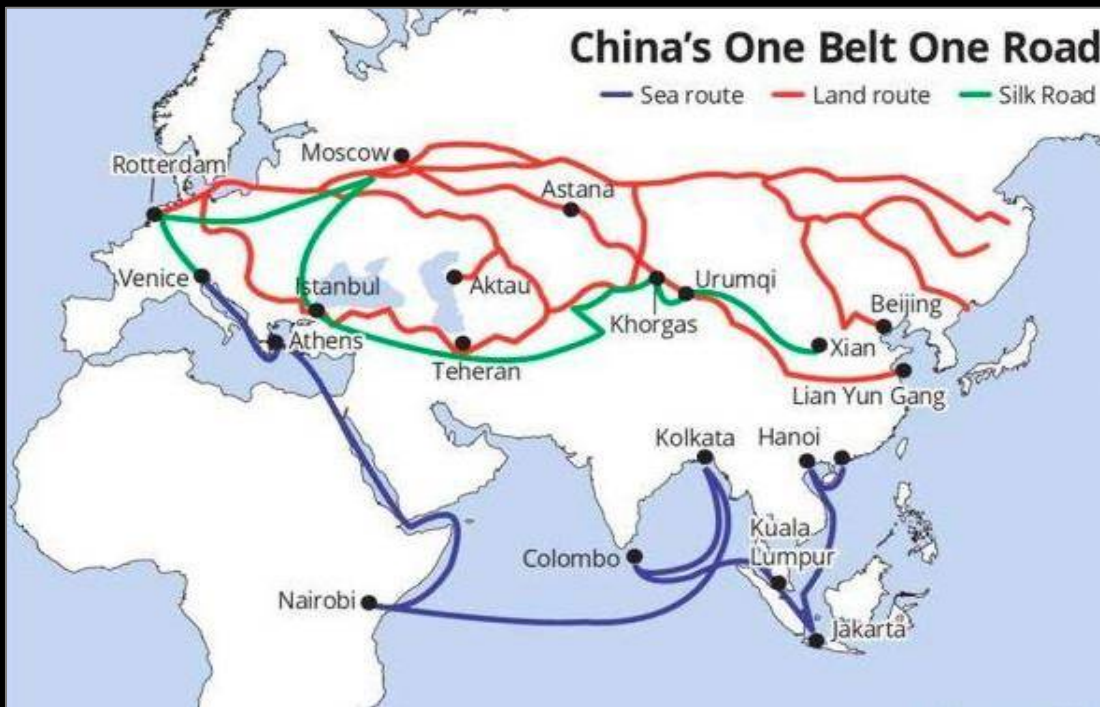 China's One Belt One Road
Sea route
Land route
Silk Road
Moscow
Rotterdam
Astana
Venice
Istanbul
Aktau
Urumqi
Khorgas
Beijing
Athens
Xian
Teheran
Lian Yun Gang
Kolkata
Hanoi
Kuala
Lumpur
Colombo
Nairobi
Jakarta